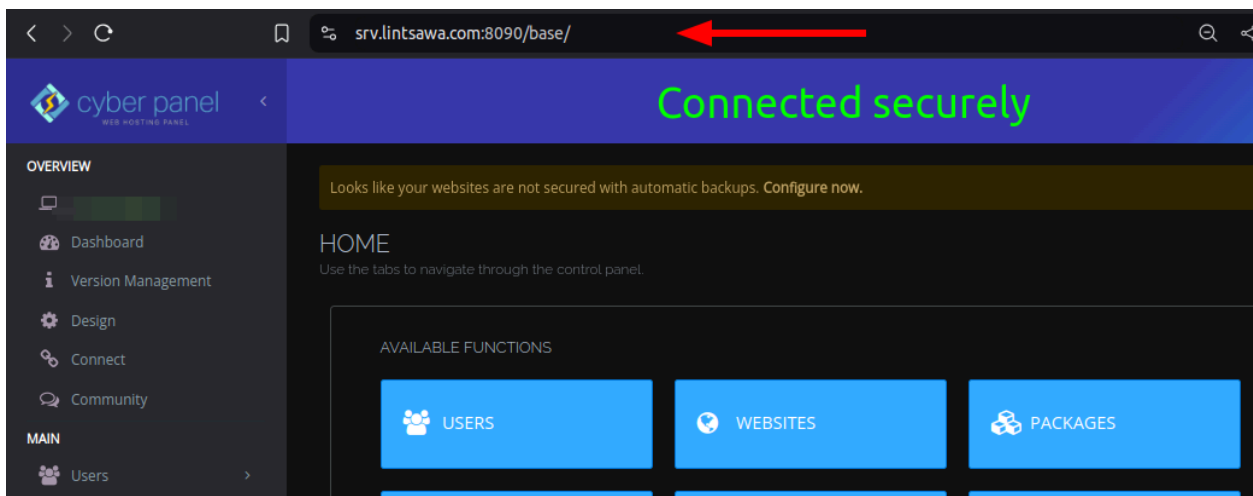 srv.lintsawa.com:8090/base/
cyber panel
WEB HOSTING PANEL
Connected securely
OVERVIEW
Looks like your websites are not secured with automatic backups. Configure now.
Dashboard
HOME
Use the tabs to navigate through the control panel.
Version Management
Design
AVAILABLE FUNCTIONS
Connect
Community
USERS
WEBSITES
PACKAGES
MAIN
Users